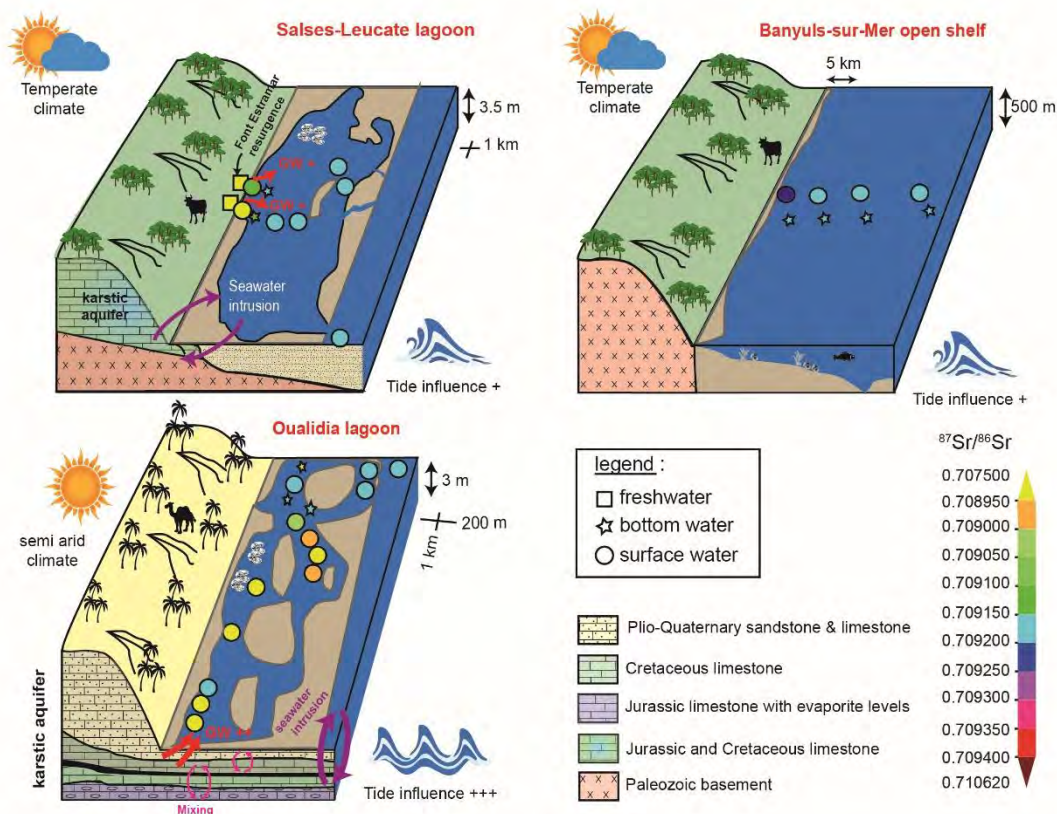 Salses-Leucate lagoon
Temperate
climate
Font Estramar
resurgence
3.5 m
1 km
GW +
GW +
karstic
aquifer
Seawater
intrusion
Tide influence +
Banyuls-sur-Mer open shelf
Temperate
climate
5 km
500 m
Tide influence +
Oualidia lagoon
semi arid
climate
3 m
200 m
1 km
karstic aquifer
GW ++
seawater
intrusion
Mixing
Tide influence +++
legend :
freshwater
bottom water
surface water
Plio-Quaternary sandstone & limestone
Cretaceous limestone
Jurassic limestone with evaporite levels
Jurassic and Cretaceous limestone
Paleozoic basement
⁸⁷Sr/⁸⁶Sr
0.707500
0.708950
0.709000
0.709050
0.709100
0.709150
0.709200
0.709250
0.709300
0.709350
0.709400
0.710620